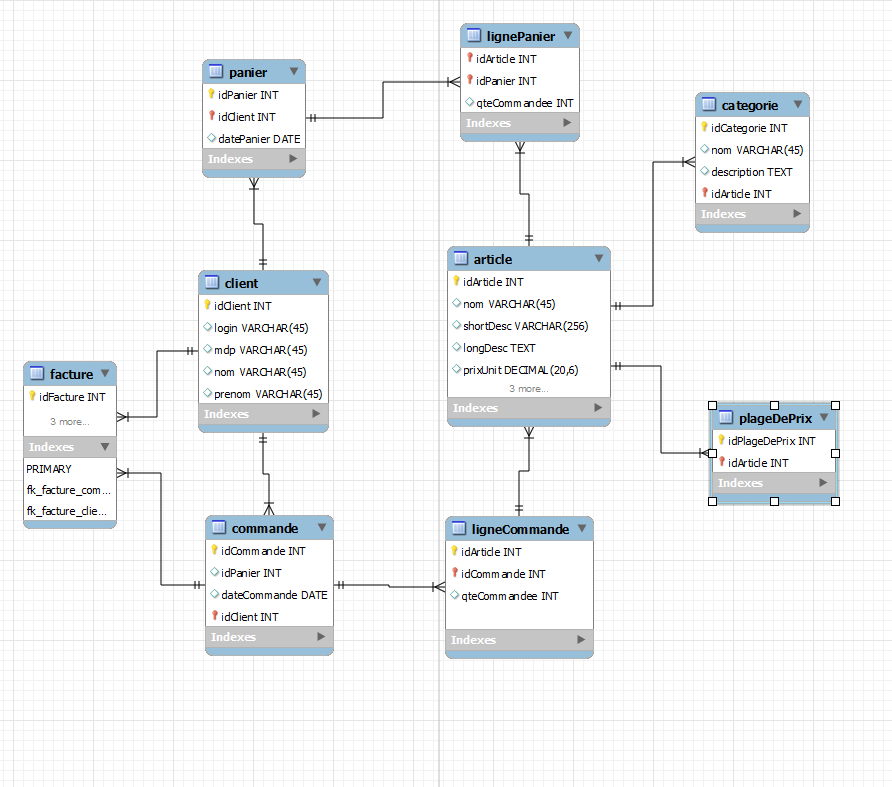 panier
idPanier INT
idClient INT
datePanier DATE
Indexes
lignePanier
idArticle INT
idPanier INT
qteCommandee INT
Indexes
categorie
idCategorie INT
nom VARCHAR(45)
description TEXT
idArticle INT
Indexes
client
idClient INT
login VARCHAR(45)
mdp VARCHAR(45)
nom VARCHAR(45)
prenom VARCHAR(45)
Indexes
article
idArticle INT
nom VARCHAR(45)
shortDesc VARCHAR(256)
longDesc TEXT
prixUnit DECIMAL(20,6)
3 more...
Indexes
facture
idFacture INT
3 more...
Indexes
PRIMARY
fk_facture_com...
fk_facture_clie...
plageDePrix
idPlageDePrix INT
idArticle INT
Indexes
commande
idCommande INT
idPanier INT
dateCommande DATE
idClient INT
Indexes
ligneCommande
idArticle INT
idCommande INT
qteCommandee INT
Indexes